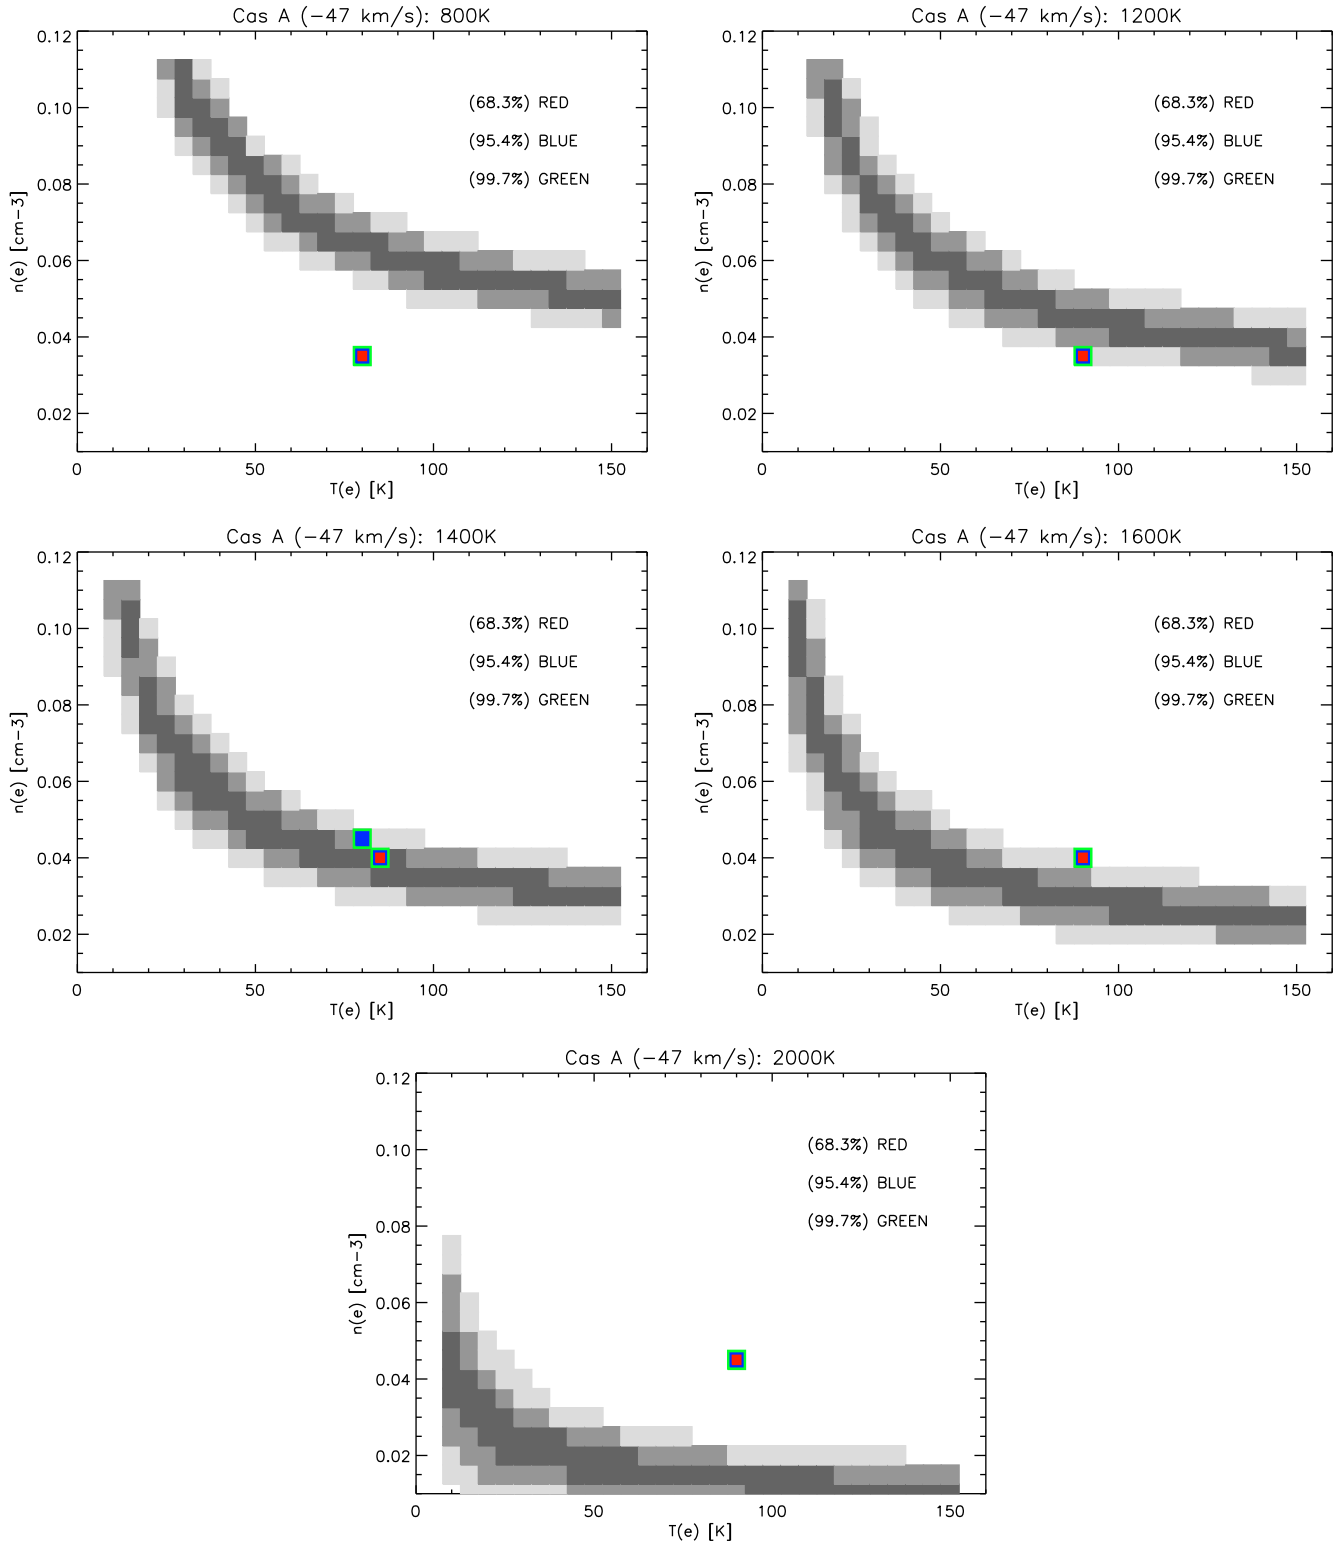 Cas A (−47 km/s): 800K
0.12
0.10
0.08
0.06
0.04
0.02
n(e) [cm−3]
(68.3%) RED
(95.4%) BLUE
(99.7%) GREEN
0 50 100 150
T(e) [K]
Cas A (−47 km/s): 1200K
0.12
0.10
0.08
0.06
0.04
0.02
n(e) [cm−3]
(68.3%) RED
(95.4%) BLUE
(99.7%) GREEN
0 50 100 150
T(e) [K]
Cas A (−47 km/s): 1400K
0.12
0.10
0.08
0.06
0.04
0.02
n(e) [cm−3]
(68.3%) RED
(95.4%) BLUE
(99.7%) GREEN
0 50 100 150
T(e) [K]
Cas A (−47 km/s): 1600K
0.12
0.10
0.08
0.06
0.04
0.02
n(e) [cm−3]
(68.3%) RED
(95.4%) BLUE
(99.7%) GREEN
0 50 100 150
T(e) [K]
Cas A (−47 km/s): 2000K
0.12
0.10
0.08
0.06
0.04
0.02
n(e) [cm−3]
(68.3%) RED
(95.4%) BLUE
(99.7%) GREEN
0 50 100 150
T(e) [K]